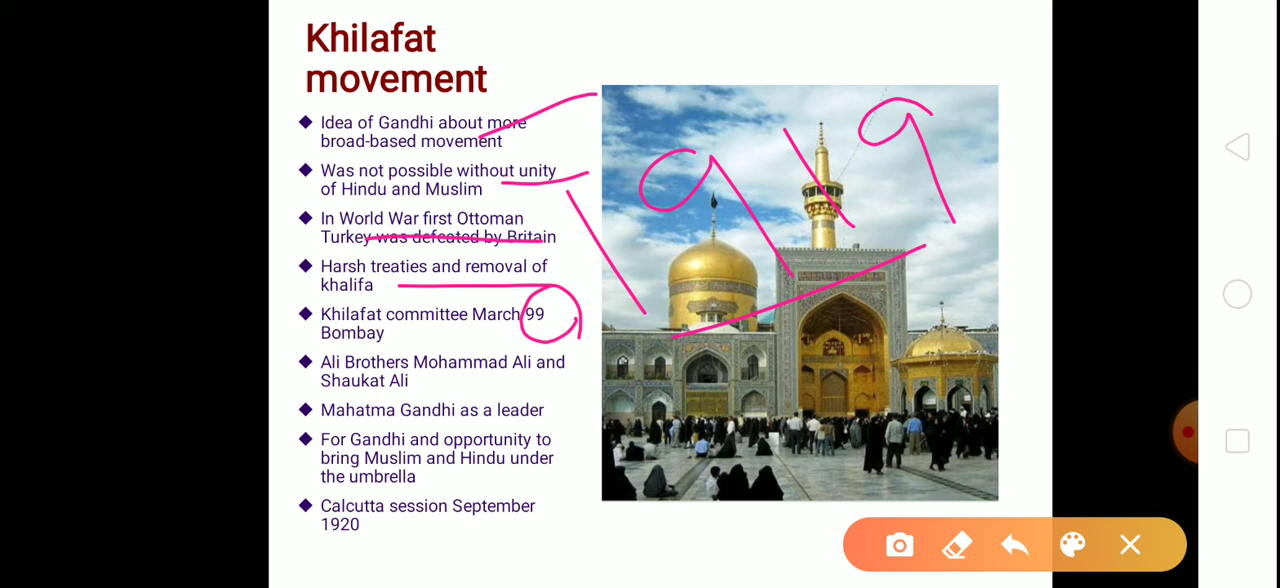 Khilafat
movement
Idea of Gandhi about more
broad-based movement
Was not possible without unity
of Hindu and Muslim
In World War first Ottoman
Turkey was defeated by Britain
Harsh treaties and removal of
khalifa
Khilafat committee March 99
Bombay
Ali Brothers Mohammad Ali and
Shaukat Ali
Mahatma Gandhi as a leader
For Gandhi and opportunity to
bring Muslim and Hindu under
the umbrella
Calcutta session September
1920
1919